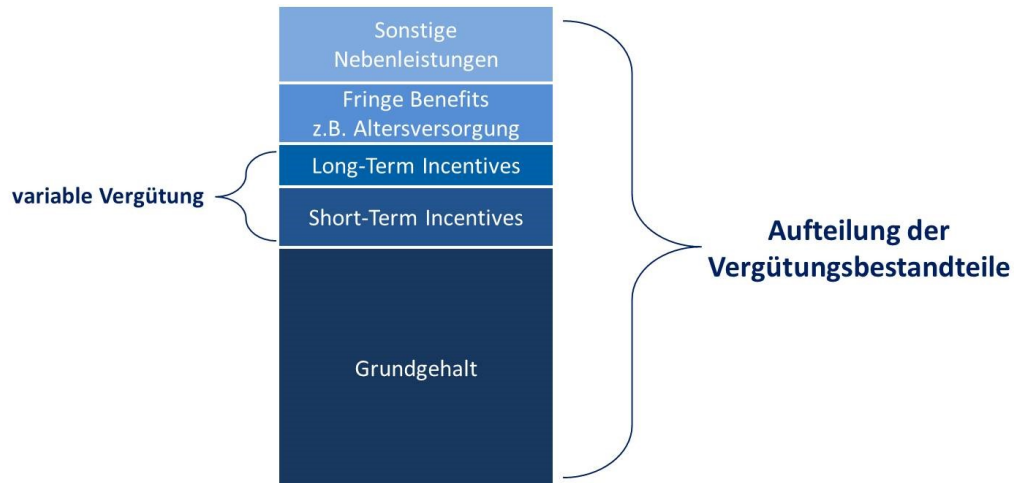 Sonstige
Nebenleistungen
Fringe Benefits
z.B. Altersversorgung
Long-Term Incentives
variable Vergütung
Short-Term Incentives
Aufteilung der
Vergütungsbestandteile
Grundgehalt